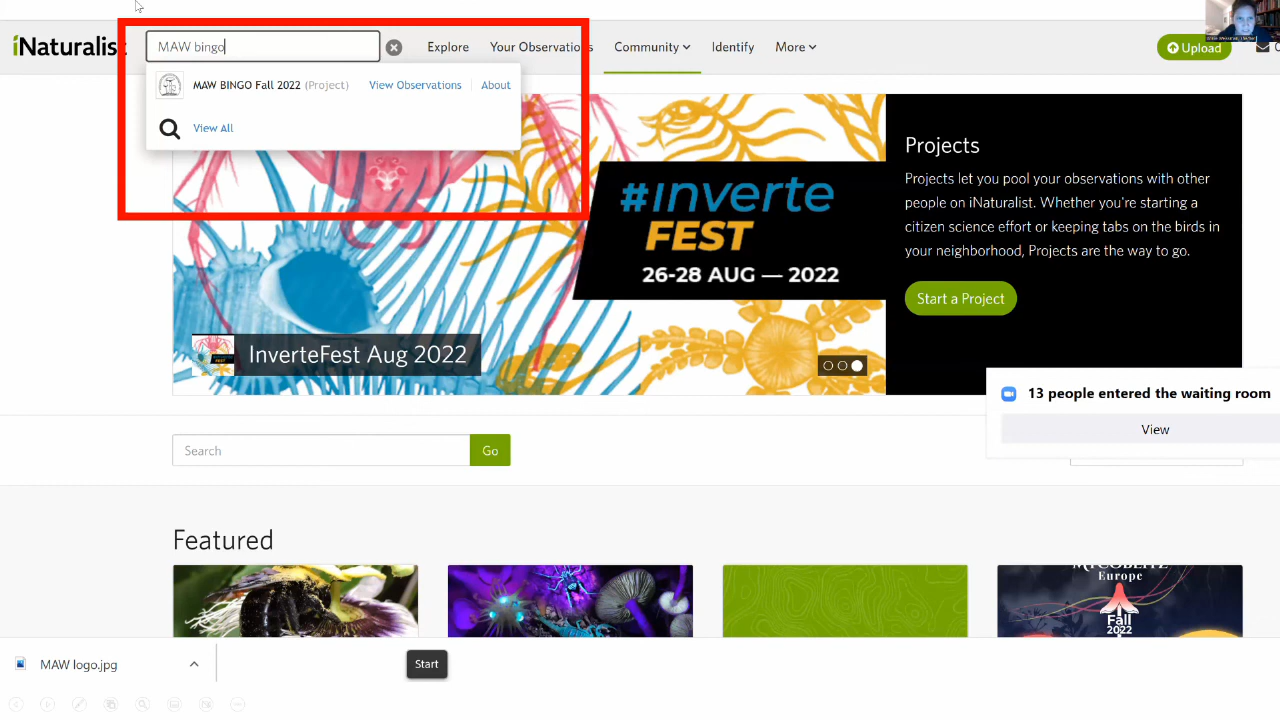 iNaturalist
MAW bingo
Explore
Your Observations
Community
Identify
More
Upload
MAW BINGO Fall 2022 (Project)
View Observations
About
View All
#inverte
FEST
26-28 AUG — 2022
InverteFest Aug 2022
Projects
Projects let you pool your observations with other
people on iNaturalist. Whether you're starting a
citizen science effort or keeping tabs on the birds in
your neighborhood, Projects are the way to go.
Start a Project
13 people entered the waiting room
View
Search
Go
Featured
Europe
Fall
2022
MAW logo.jpg
Start